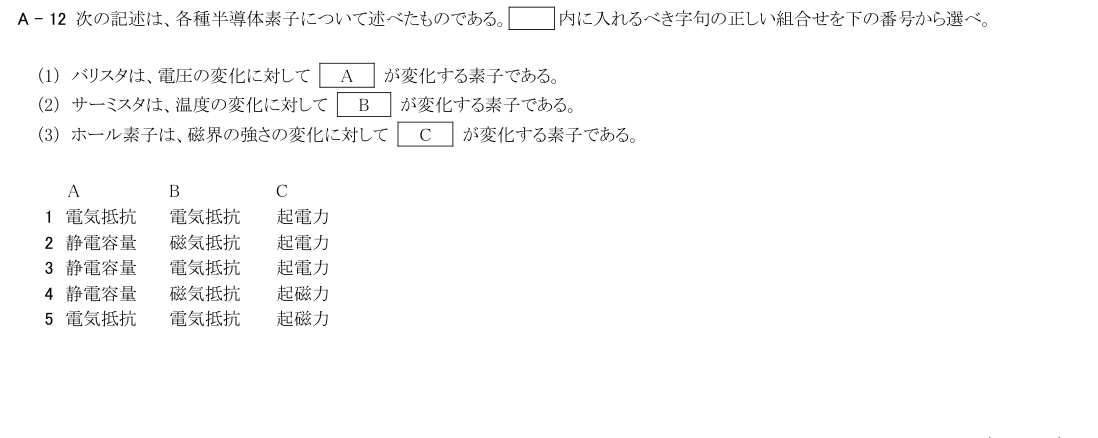 A－12 次の記述は、各種半導体素子について述べたものである。 内に入れるべき字句の正しい組合せを下の番号から選べ。
(1) バリスタは、電圧の変化に対して A が変化する素子である。
(2) サーミスタは、温度の変化に対して B が変化する素子である。
(3) ホール素子は、磁界の強さの変化に対して C が変化する素子である。
A B C
1 電気抵抗 電気抵抗 起電力
2 静電容量 磁気抵抗 起電力
3 静電容量 電気抵抗 起電力
4 静電容量 磁気抵抗 起磁力
5 電気抵抗 電気抵抗 起磁力